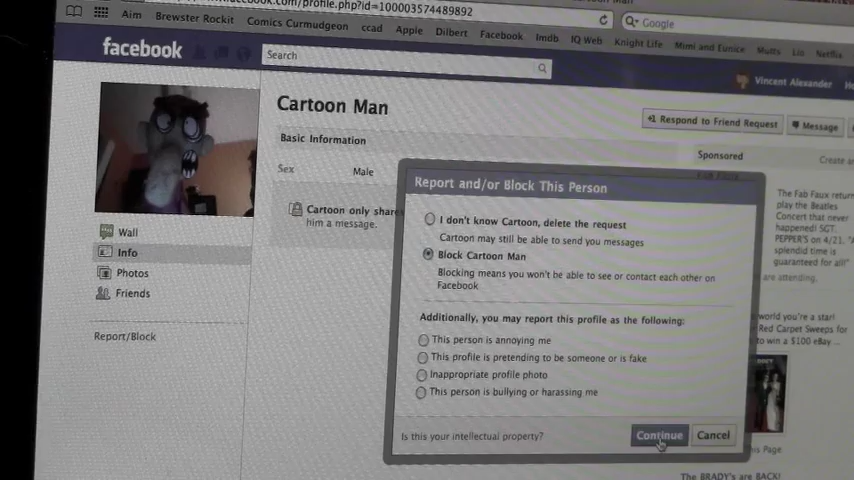 .com/profile.php?id=100003574489892
Google
Aim Brewster Rockit Comics Curmudgeon ccad Apple Dilbert Facebook Imdb IQ Web Knight Life Mimi and Eunice Mutts Lio Netflix
facebook
Search
Vincent Alexander
Cartoon Man
+1 Respond to Friend Request
Message
Basic Information
Sponsored
Sex Male
Report and/or Block This Person
Cartoon only share
him a message.
I don't know Cartoon, delete the request
Cartoon may still be able to send you messages
Block Cartoon Man
Blocking means you won't be able to see or contact each other on
Facebook
Additionally, you may report this profile as the following:
This person is annoying me
This profile is pretending to be someone or is fake
Inappropriate profile photo
This person is bullying or harassing me
Is this your intellectual property?
Continue
Cancel
Wall
Info
Photos
Friends
Report/Block
The Fab Faux return
play the Beatles
Concert that never
happened! SGT.
PEPPER'S on 4/21. "A
splendid time is
guaranteed for all!"
are attending.
world you're a star!
Red Carpet Sweeps for
to win a $100 eBay
his Page
The BRADY's are BACK!